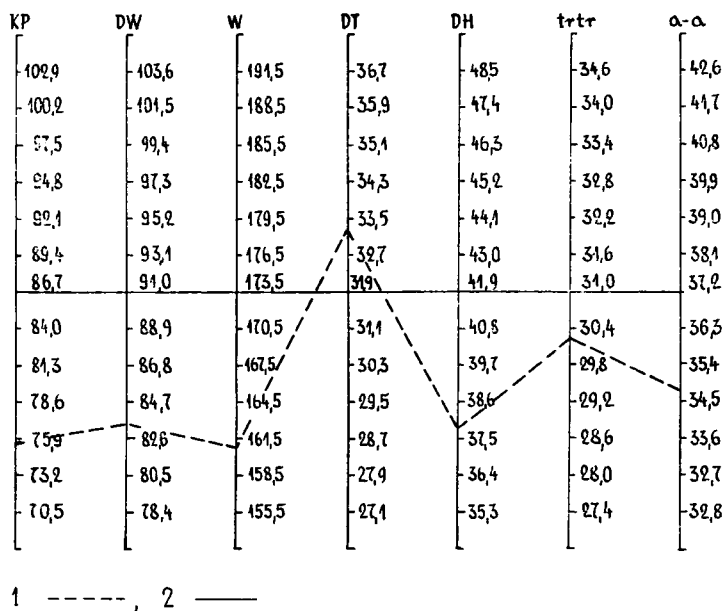 KP DW W DT DH trtr a-a
102,9 103,6 191,5 36,7 48,5 34,6 42,6
100,2 101,5 188,5 35,9 47,4 34,0 41,7
97,5 99,4 185,5 35,1 46,3 33,4 40,8
94,8 97,3 182,5 34,3 45,2 32,8 39,9
92,1 95,2 179,5 33,5 44,1 32,2 39,0
89,4 93,1 176,5 32,7 43,0 31,6 38,1
86,7 91,0 173,5 31,9 41,9 31,0 37,2
84,0 88,9 170,5 31,1 40,8 30,4 36,3
81,3 86,8 167,5 30,3 39,7 29,8 35,4
78,6 84,7 164,5 29,5 38,6 29,2 34,5
75,9 82,6 161,5 28,7 37,5 28,6 33,6
73,2 80,5 158,5 27,9 36,4 28,0 32,7
70,5 78,4 155,5 27,1 35,3 27,4 32,8
1 ------, 2 ———